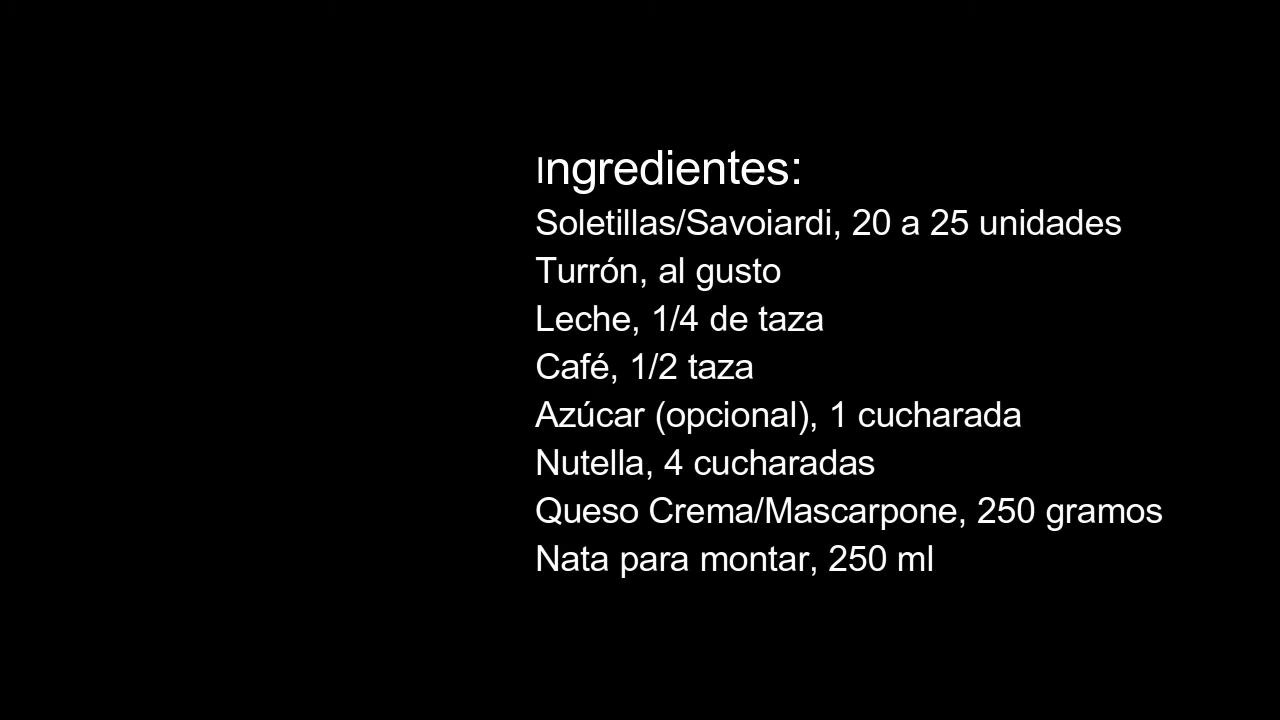 Ingredientes:
Soletillas/Savoiardi, 20 a 25 unidades
Turrón, al gusto
Leche, 1/4 de taza
Café, 1/2 taza
Azúcar (opcional), 1 cucharada
Nutella, 4 cucharadas
Queso Crema/Mascarpone, 250 gramos
Nata para montar, 250 ml